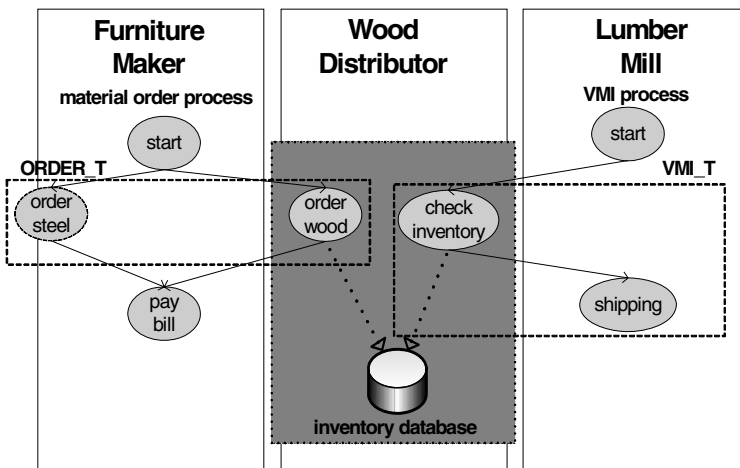 Furniture
Maker
Wood
Distributor
Lumber
Mill
material order process
VMI process
start
start
ORDER_T
VMI_T
order
steel
order
wood
check
inventory
pay
bill
shipping
inventory database